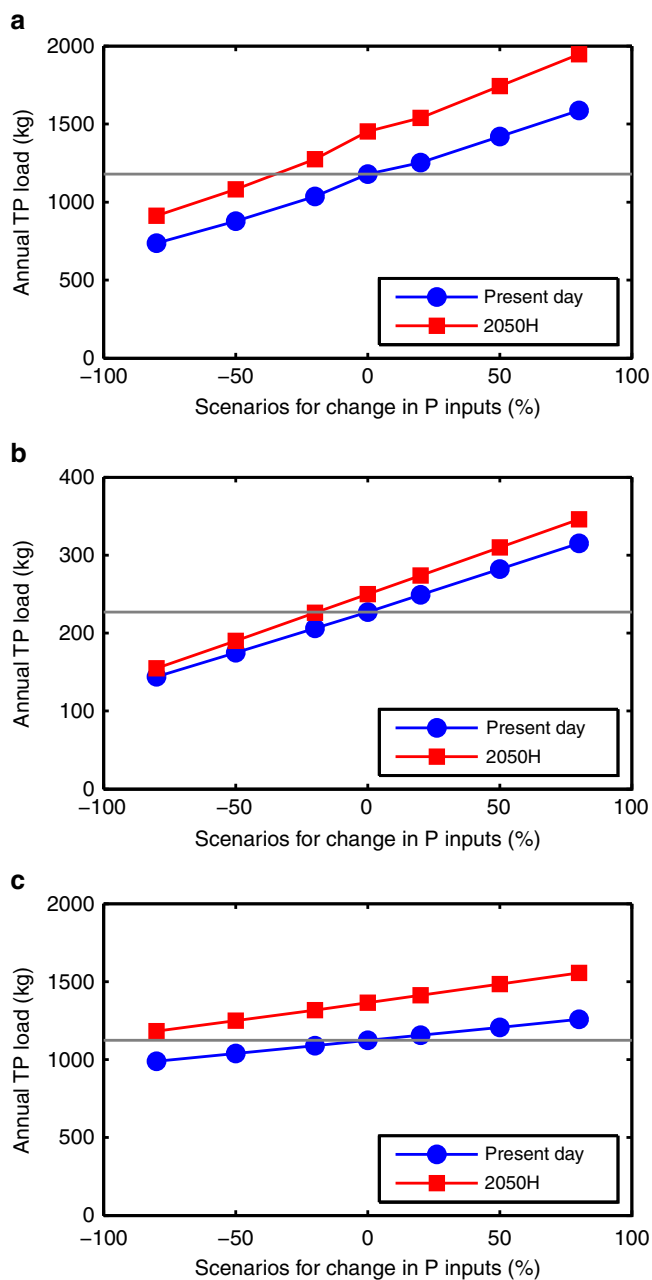 a
2000
1500
1000
500
0
Annual TP load (kg)
Present day
2050H
−100
−50
0
50
100
Scenarios for change in P inputs (%)
b
400
300
200
100
0
Annual TP load (kg)
Present day
2050H
−100
−50
0
50
100
Scenarios for change in P inputs (%)
c
2000
1500
1000
500
0
Annual TP load (kg)
Present day
2050H
−100
−50
0
50
100
Scenarios for change in P inputs (%)